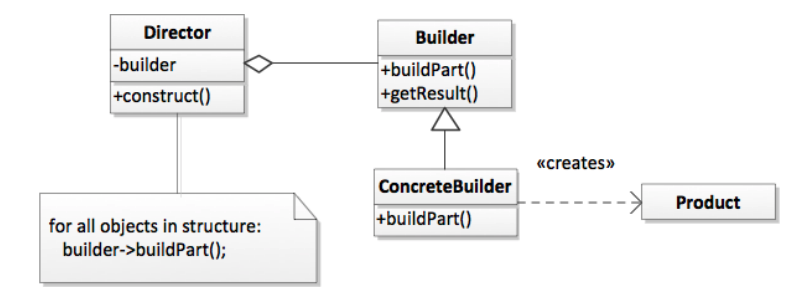 Director
-builder
+construct()
Builder
+buildPart()
+getResult()
for all objects in structure:
builder->buildPart();
ConcreteBuilder
+buildPart()
«creates»
Product